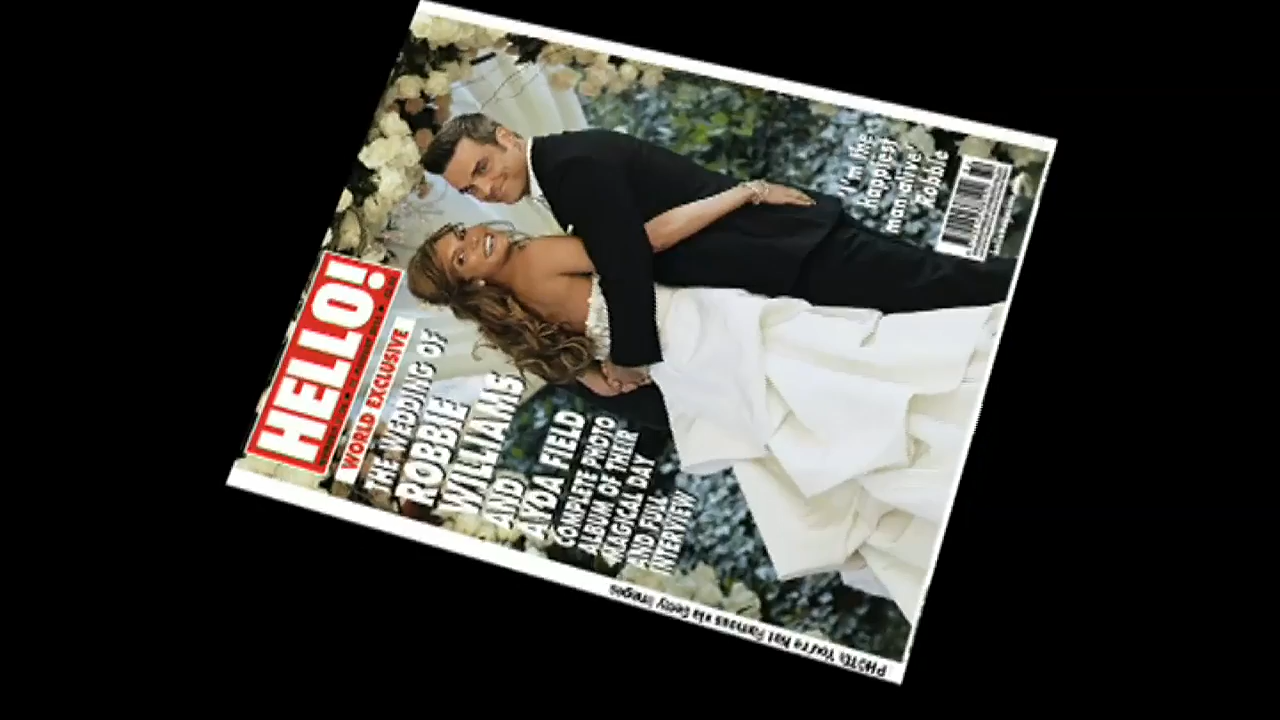 HELLO!
WORLD EXCLUSIVE
THE WEDDING OF
ROBBIE
WILLIAMS
AND
AYDA FIELD
COMPLETE PHOTO
ALBUM OF THEIR
MAGICAL DAY
AND FULL
INTERVIEW
'I'm the
happiest
man alive'
Robbie
PHOTO: You're Not Famous via Getty Images